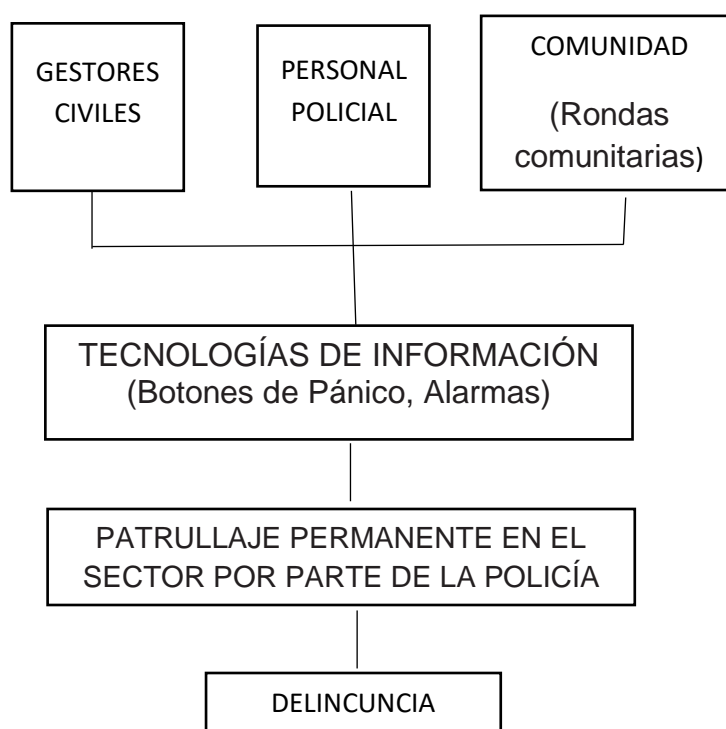 GESTORES
CIVILES
PERSONAL
POLICIAL
COMUNIDAD
(Rondas
comunitarias)
TECNOLOGÍAS DE INFORMACIÓN
(Botones de Pánico, Alarmas)
PATRULLAJE PERMANENTE EN EL
SECTOR POR PARTE DE LA POLICÍA
DELINCUNCIA